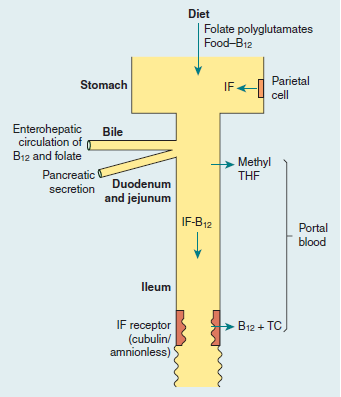 Diet
Folate polyglutamates
Food–B12
Stomach
IF
Parietal
cell
Enterohepatic
circulation of
B12 and folate
Bile
Pancreatic
secretion
Duodenum
and jejunum
Methyl
THF
IF-B12
Portal
blood
Ileum
IF receptor
(cubulin/
amnionless)
B12 + TC